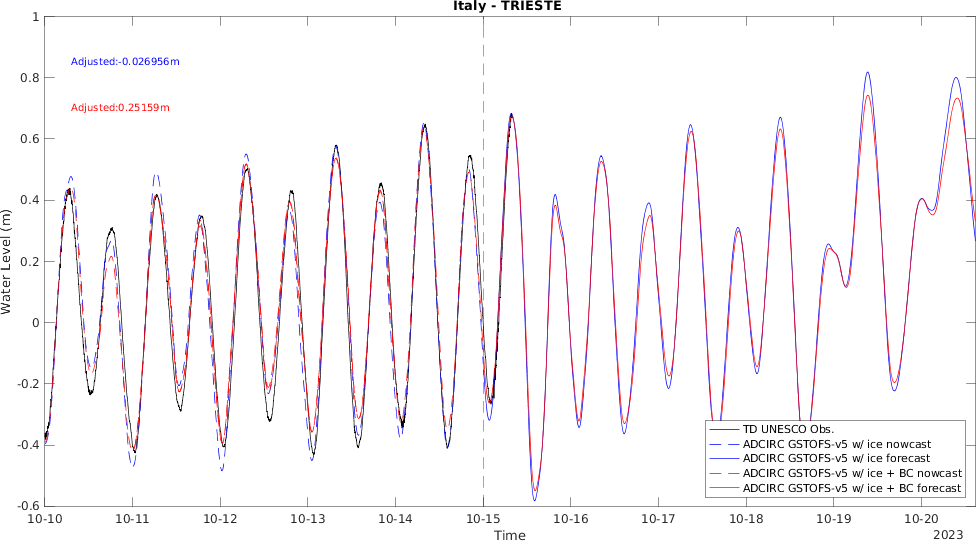 Italy - TRIESTE
Adjusted:-0.026956m
Adjusted:0.25159m
Water Level (m)
1
0.8
0.6
0.4
0.2
0
-0.2
-0.4
-0.6
TD UNESCO Obs.
ADCIRC GSTOFS-v5 w/ ice nowcast
ADCIRC GSTOFS-v5 w/ ice forecast
ADCIRC GSTOFS-v5 w/ ice + BC nowcast
ADCIRC GSTOFS-v5 w/ ice + BC forecast
10-10 10-11 10-12 10-13 10-14 10-15 10-16 10-17 10-18 10-19 10-20
Time
2023